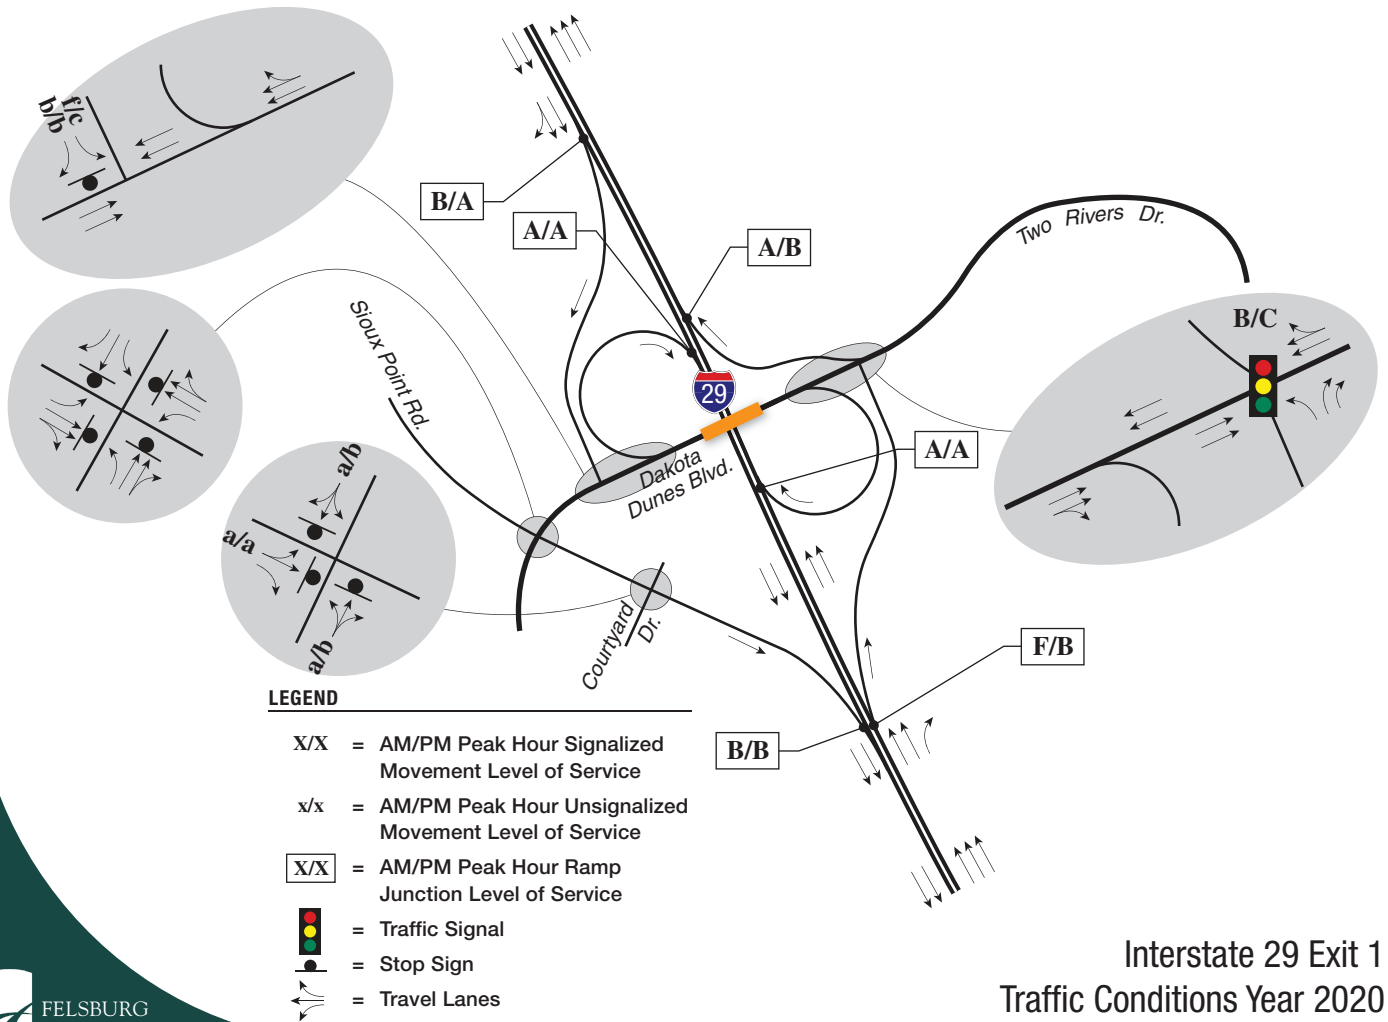 f/c
b/b
B/A
A/A
A/B
Two Rivers Dr.
B/C
Sioux Point Rd.
29
A/A
Dakota
Dunes Blvd.
a/b
a/a
a/b
Courtyard
Dr.
F/B
B/B
LEGEND
X/X = AM/PM Peak Hour Signalized
Movement Level of Service
x/x = AM/PM Peak Hour Unsignalized
Movement Level of Service
X/X = AM/PM Peak Hour Ramp
Junction Level of Service
= Traffic Signal
= Stop Sign
= Travel Lanes
FELSBURG
Interstate 29 Exit 1
Traffic Conditions Year 2020